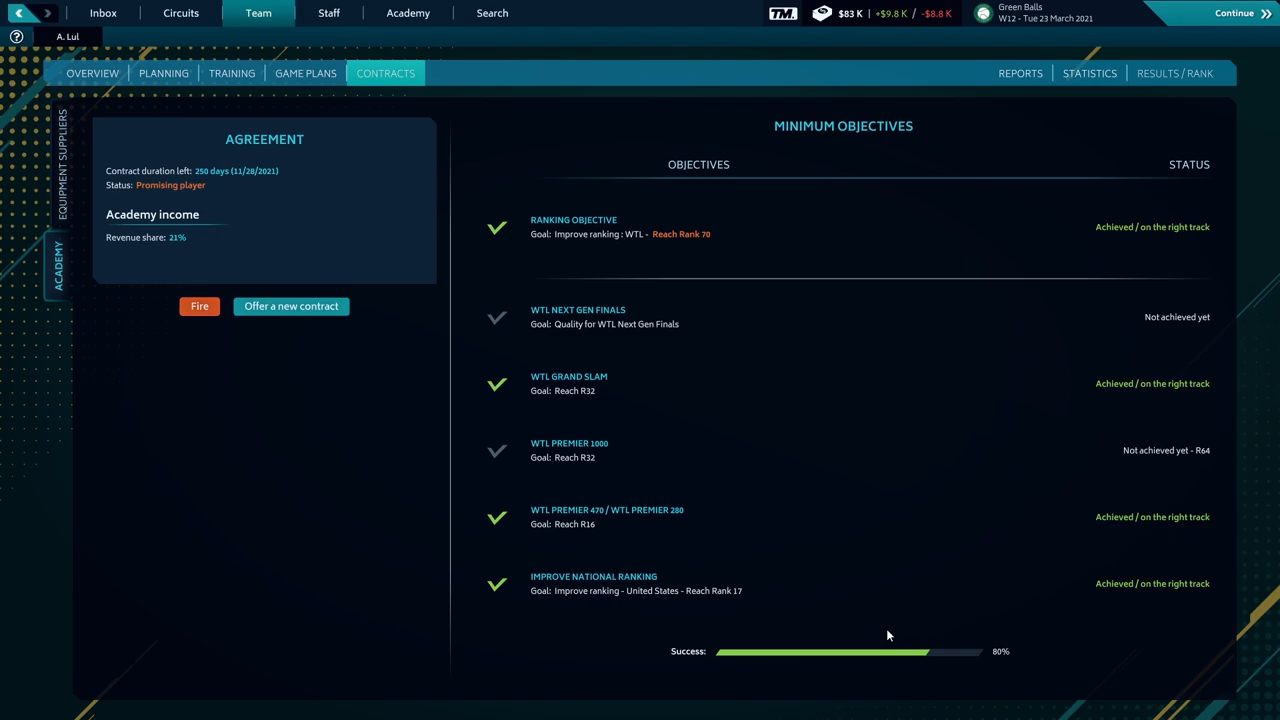 Inbox
Circuits
Team
Staff
Academy
Search
TM.
$83 K | +$9.8 K / -$8.8 K
Green Balls
W12 - Tue 23 March 2021
Continue
?
A. Lul
OVERVIEW
PLANNING
TRAINING
GAME PLANS
CONTRACTS
REPORTS
STATISTICS
RESULTS / RANK
EQUIPMENT SUPPLIERS
ACADEMY
AGREEMENT
Contract duration left: 250 days (11/28/2021)
Status: Promising player
Academy income
Revenue share: 21%
Fire
Offer a new contract
MINIMUM OBJECTIVES
OBJECTIVES
STATUS
RANKING OBJECTIVE
Goal: Improve ranking : WTL - Reach Rank 70
Achieved / on the right track
WTL NEXT GEN FINALS
Goal: Quality for WTL Next Gen Finals
Not achieved yet
WTL GRAND SLAM
Goal: Reach R32
Achieved / on the right track
WTL PREMIER 1000
Goal: Reach R32
Not achieved yet - R64
WTL PREMIER 470 / WTL PREMIER 280
Goal: Reach R16
Achieved / on the right track
IMPROVE NATIONAL RANKING
Goal: Improve ranking - United States - Reach Rank 17
Achieved / on the right track
Success:
80%